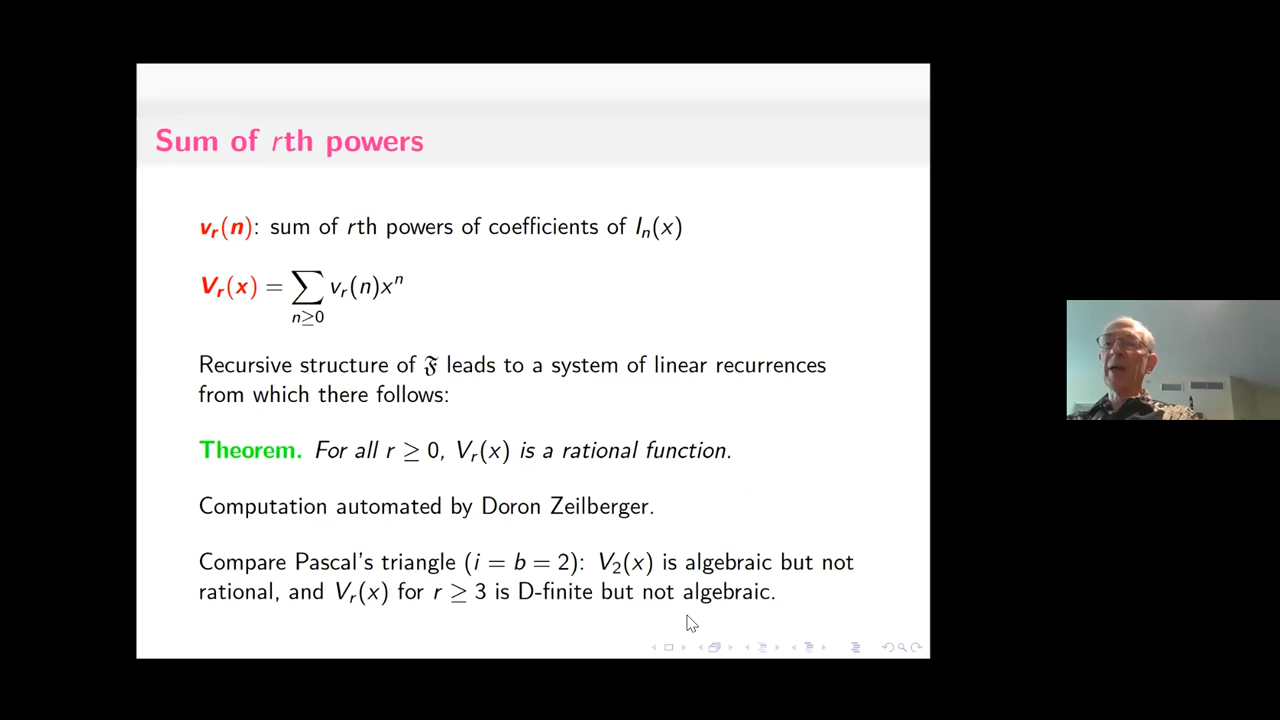 Sum of rth powers
v_r(n): sum of rth powers of coefficients of I_n(x)
V_r(x) = ∑_{n≥0} v_r(n)x^n
Recursive structure of 𝔉 leads to a system of linear recurrences
from which there follows:
Theorem. For all r ≥ 0, V_r(x) is a rational function.
Computation automated by Doron Zeilberger.
Compare Pascal's triangle (i = b = 2): V_2(x) is algebraic but not
rational, and V_r(x) for r ≥ 3 is D-finite but not algebraic.